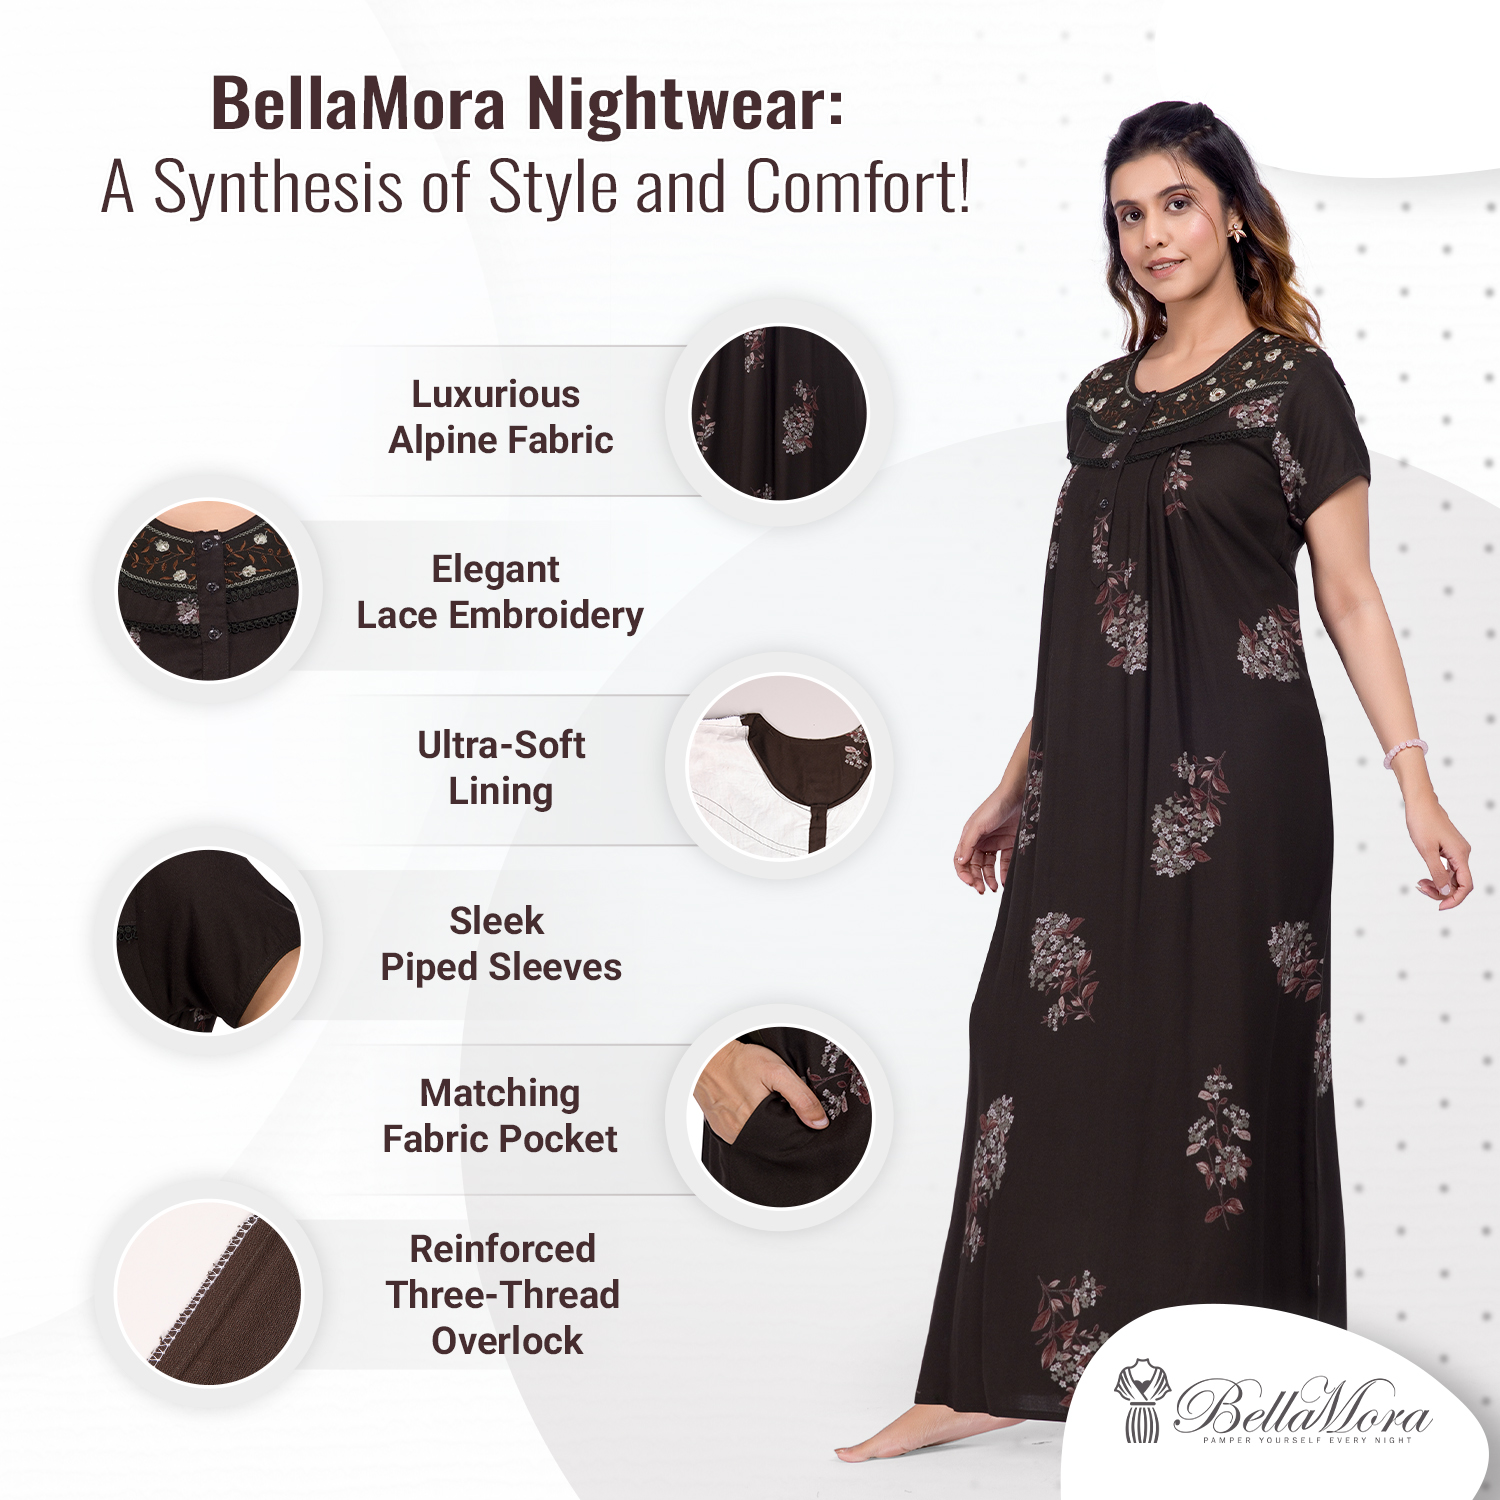 BellaMora Nightwear:
A Synthesis of Style and Comfort!
Luxurious
Alpine Fabric
Elegant
Lace Embroidery
Ultra-Soft
Lining
Sleek
Piped Sleeves
Matching
Fabric Pocket
Reinforced
Three-Thread
Overlock
BellaMora
PAMPER YOURSELF EVERY NIGHT